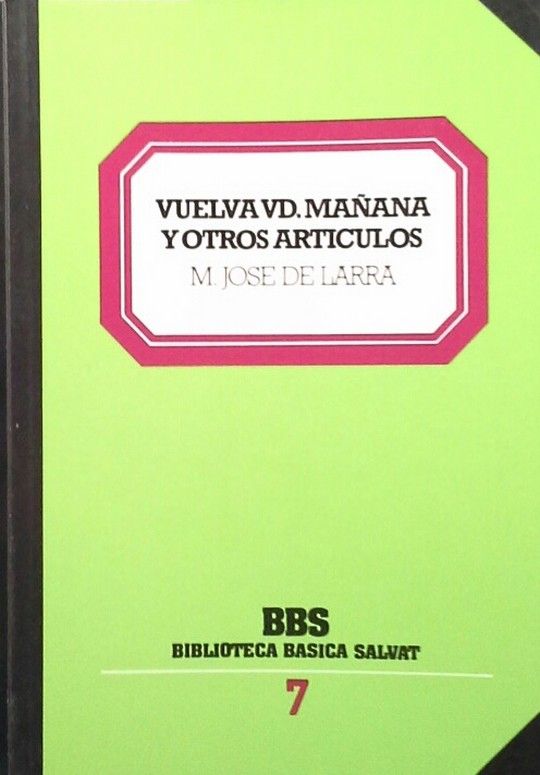 VUELVA VD. MAÑANA
Y OTROS ARTICULOS
M. JOSE DE LARRA
BBS
BIBLIOTECA BASICA SALVAT
7